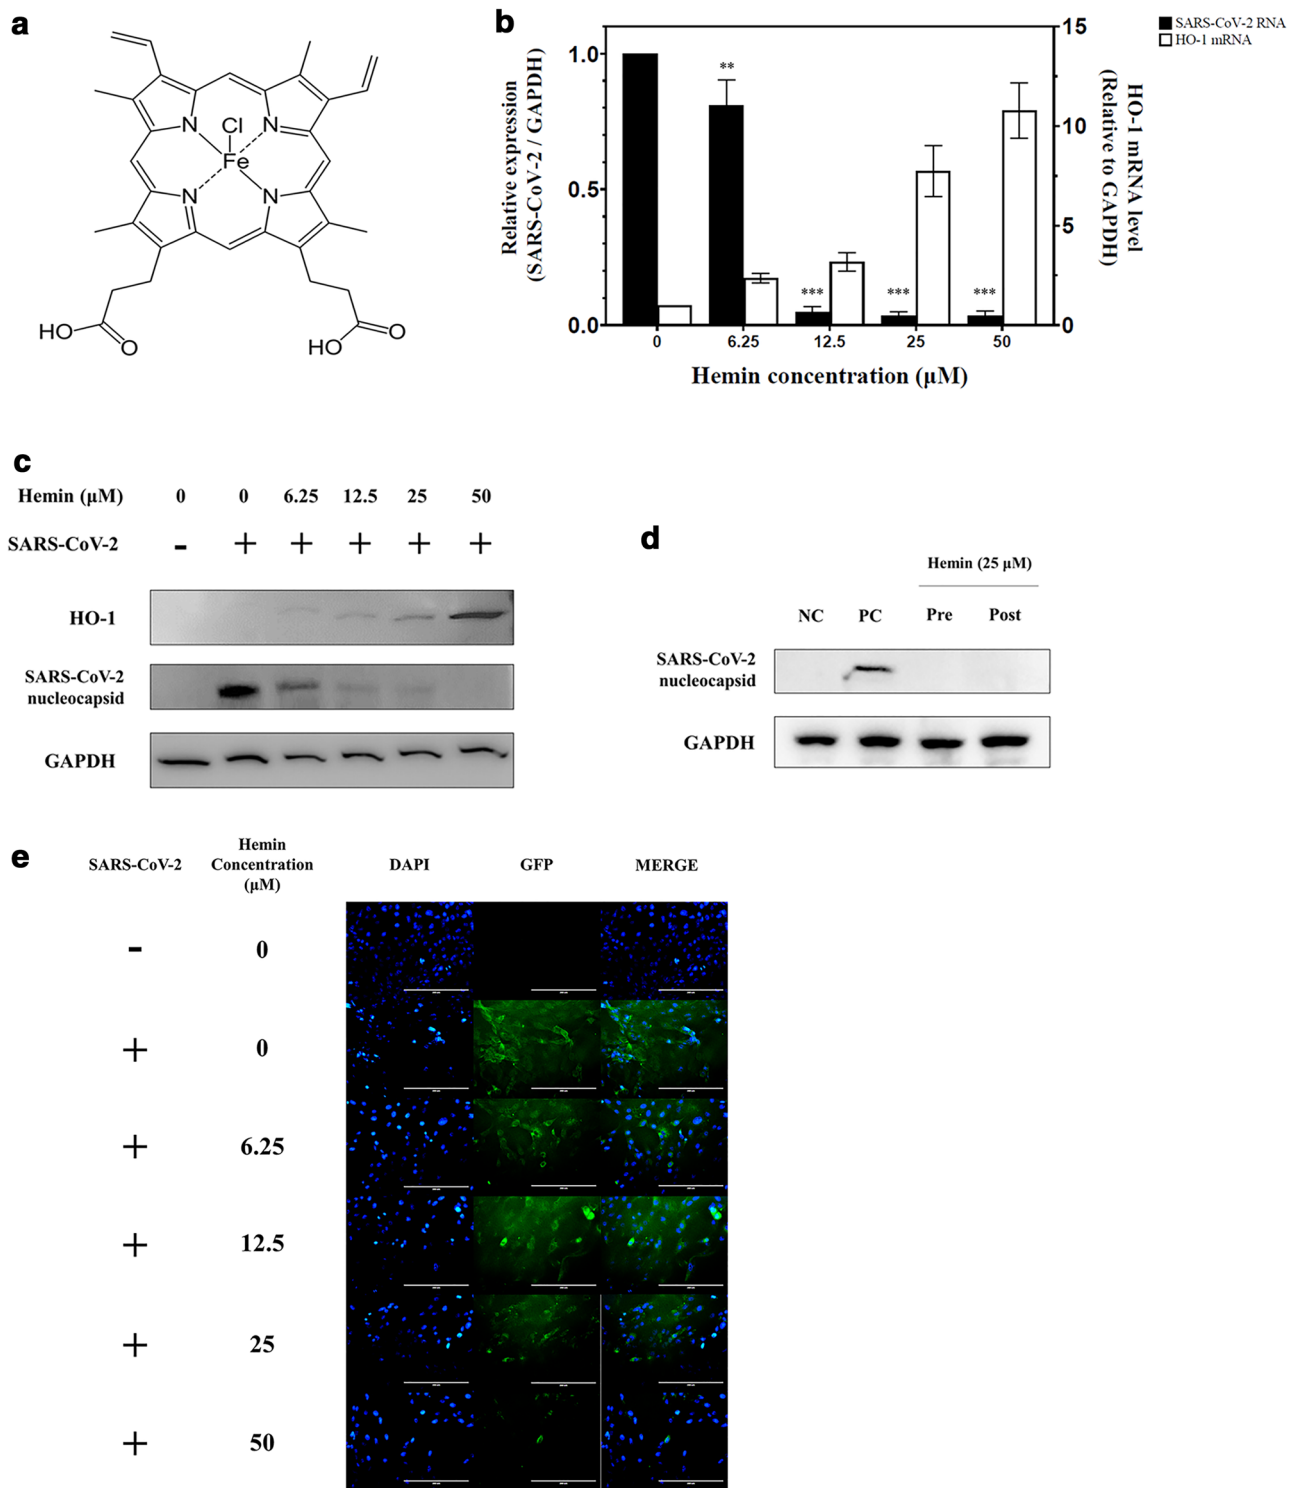 a
Cl
N
N
Fe
N
N
HO
O
HO
O
b
SARS-CoV-2 RNA
HO-1 mRNA
Relative expression
(SARS-CoV-2 / GAPDH)
1.0
0.5
0.0
**
***
***
***
15
10
5
0
HO-1 mRNA level
(Relative to GAPDH)
0 6.25 12.5 25 50
Hemin concentration (μM)
c
Hemin (μM) 0 0 6.25 12.5 25 50
SARS-CoV-2 - + + + + +
HO-1
SARS-CoV-2
nucleocapsid
GAPDH
d
Hemin (25 μM)
NC PC Pre Post
SARS-CoV-2
nucleocapsid
GAPDH
e
SARS-CoV-2
Hemin
Concentration
(μM)
DAPI GFP MERGE
- 0
+ 0
+ 6.25
+ 12.5
+ 25
+ 50